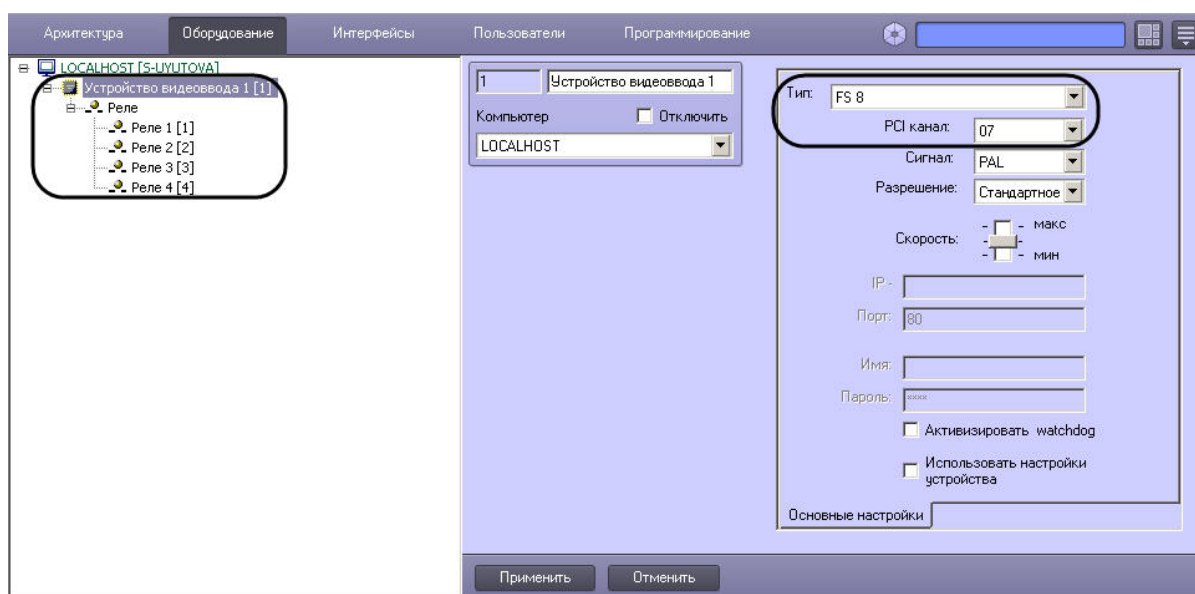 Архитектура Оборудование Интерфейсы Пользователи Программирование
LOCALHOST [S-UYUTOVA]
Устройство видеоввода 1 [1]
Реле
Реле 1 [1]
Реле 2 [2]
Реле 3 [3]
Реле 4 [4]
1 Устройство видеоввода 1
Компьютер Отключить
LOCALHOST
Тип: FS 8
PCI канал: 07
Сигнал: PAL
Разрешение: Стандартное
Скорость: - - макс
- -
- - мин
IP -
Порт: 80
Имя:
Пароль: ××××
Активизировать watchdog
Использовать настройки
устройства
Основные настройки
Применить Отменить